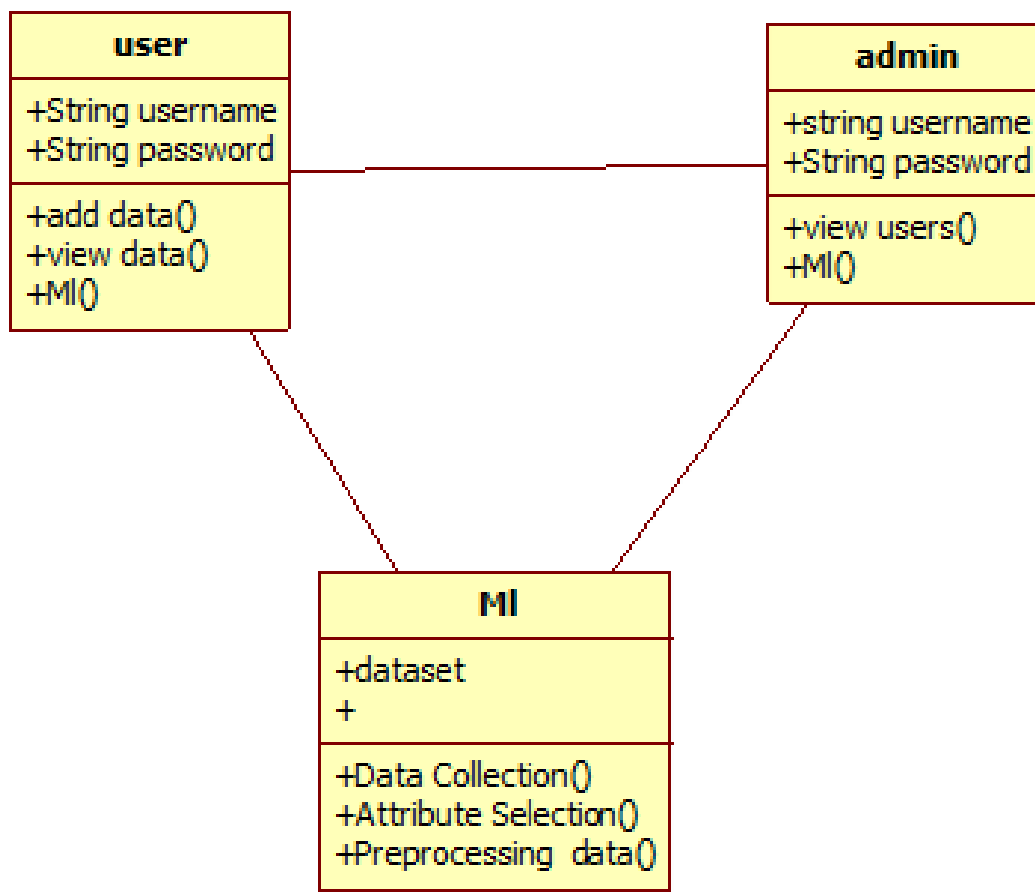 user
+String username
+String password
+add data()
+view data()
+Ml()
admin
+string username
+String password
+view users()
+Ml()
Ml
+dataset
+
+Data Collection()
+Attribute Selection()
+Preprocessing  data()